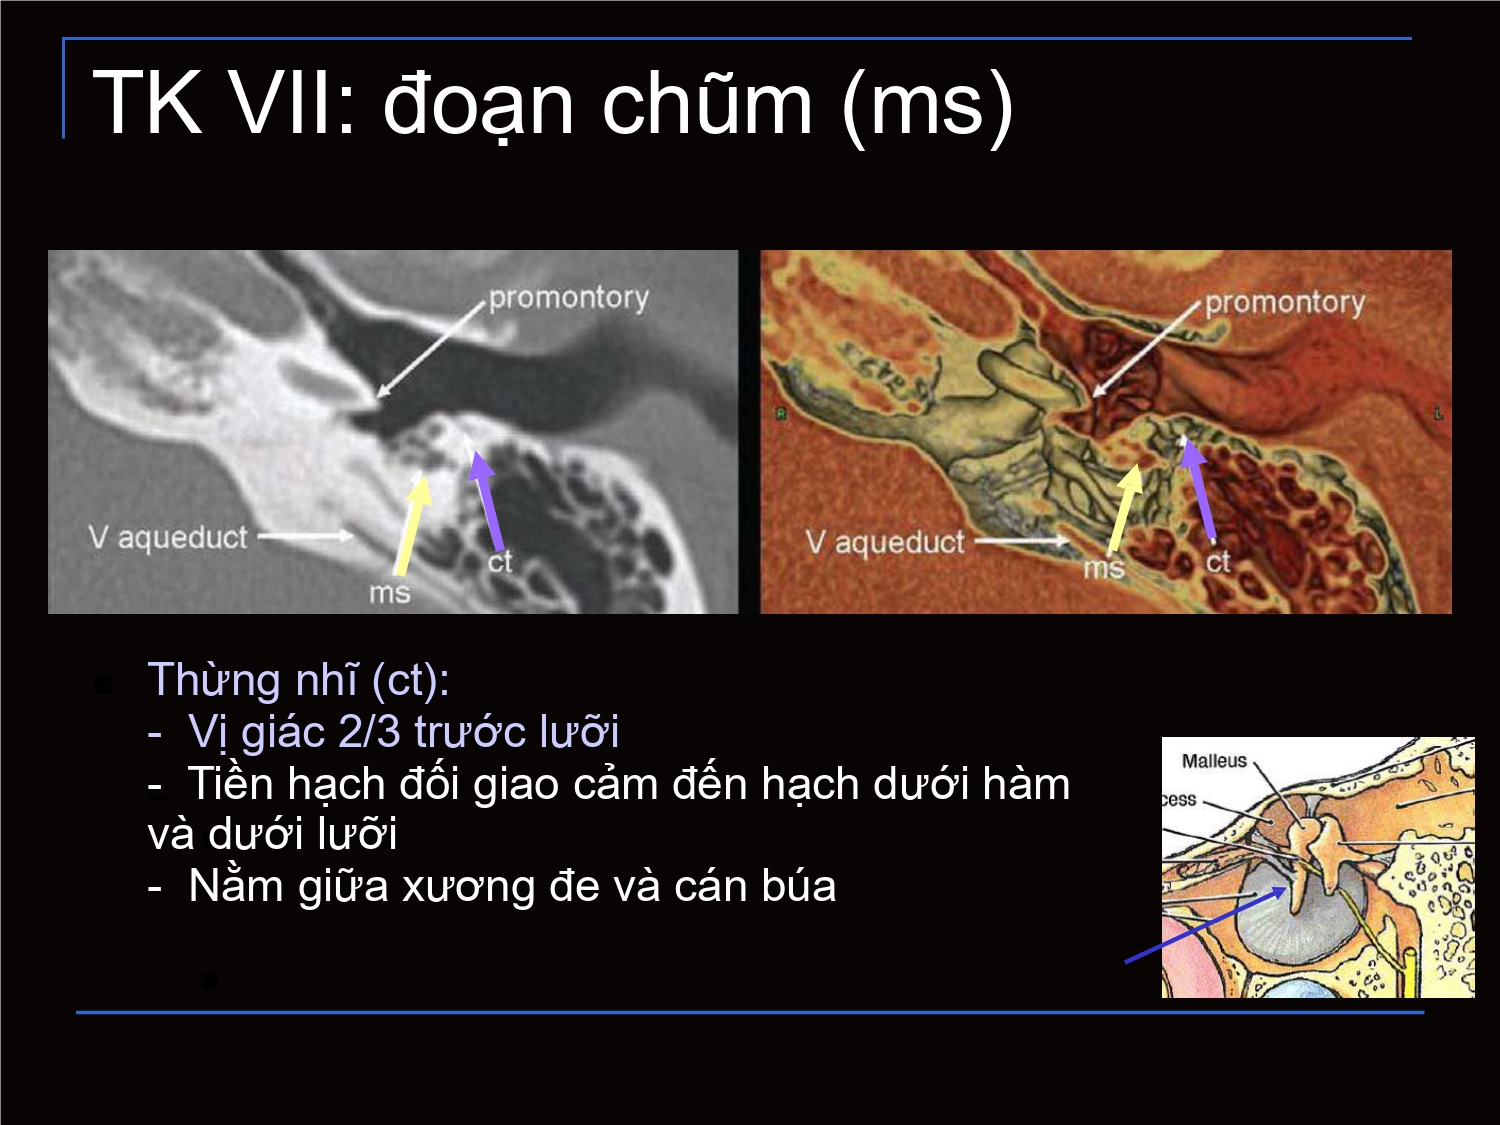 TK VII: đoạn chũm (ms)
promontory
V aqueduct
ms
ct
promontory
R
L
V aqueduct
ms
ct
Thừng nhĩ (ct):
- Vị giác 2/3 trước lưỡi
- Tiền hạch đối giao cảm đến hạch dưới hàm
và dưới lưỡi
- Nằm giữa xương đe và cán búa
Malleus
cess